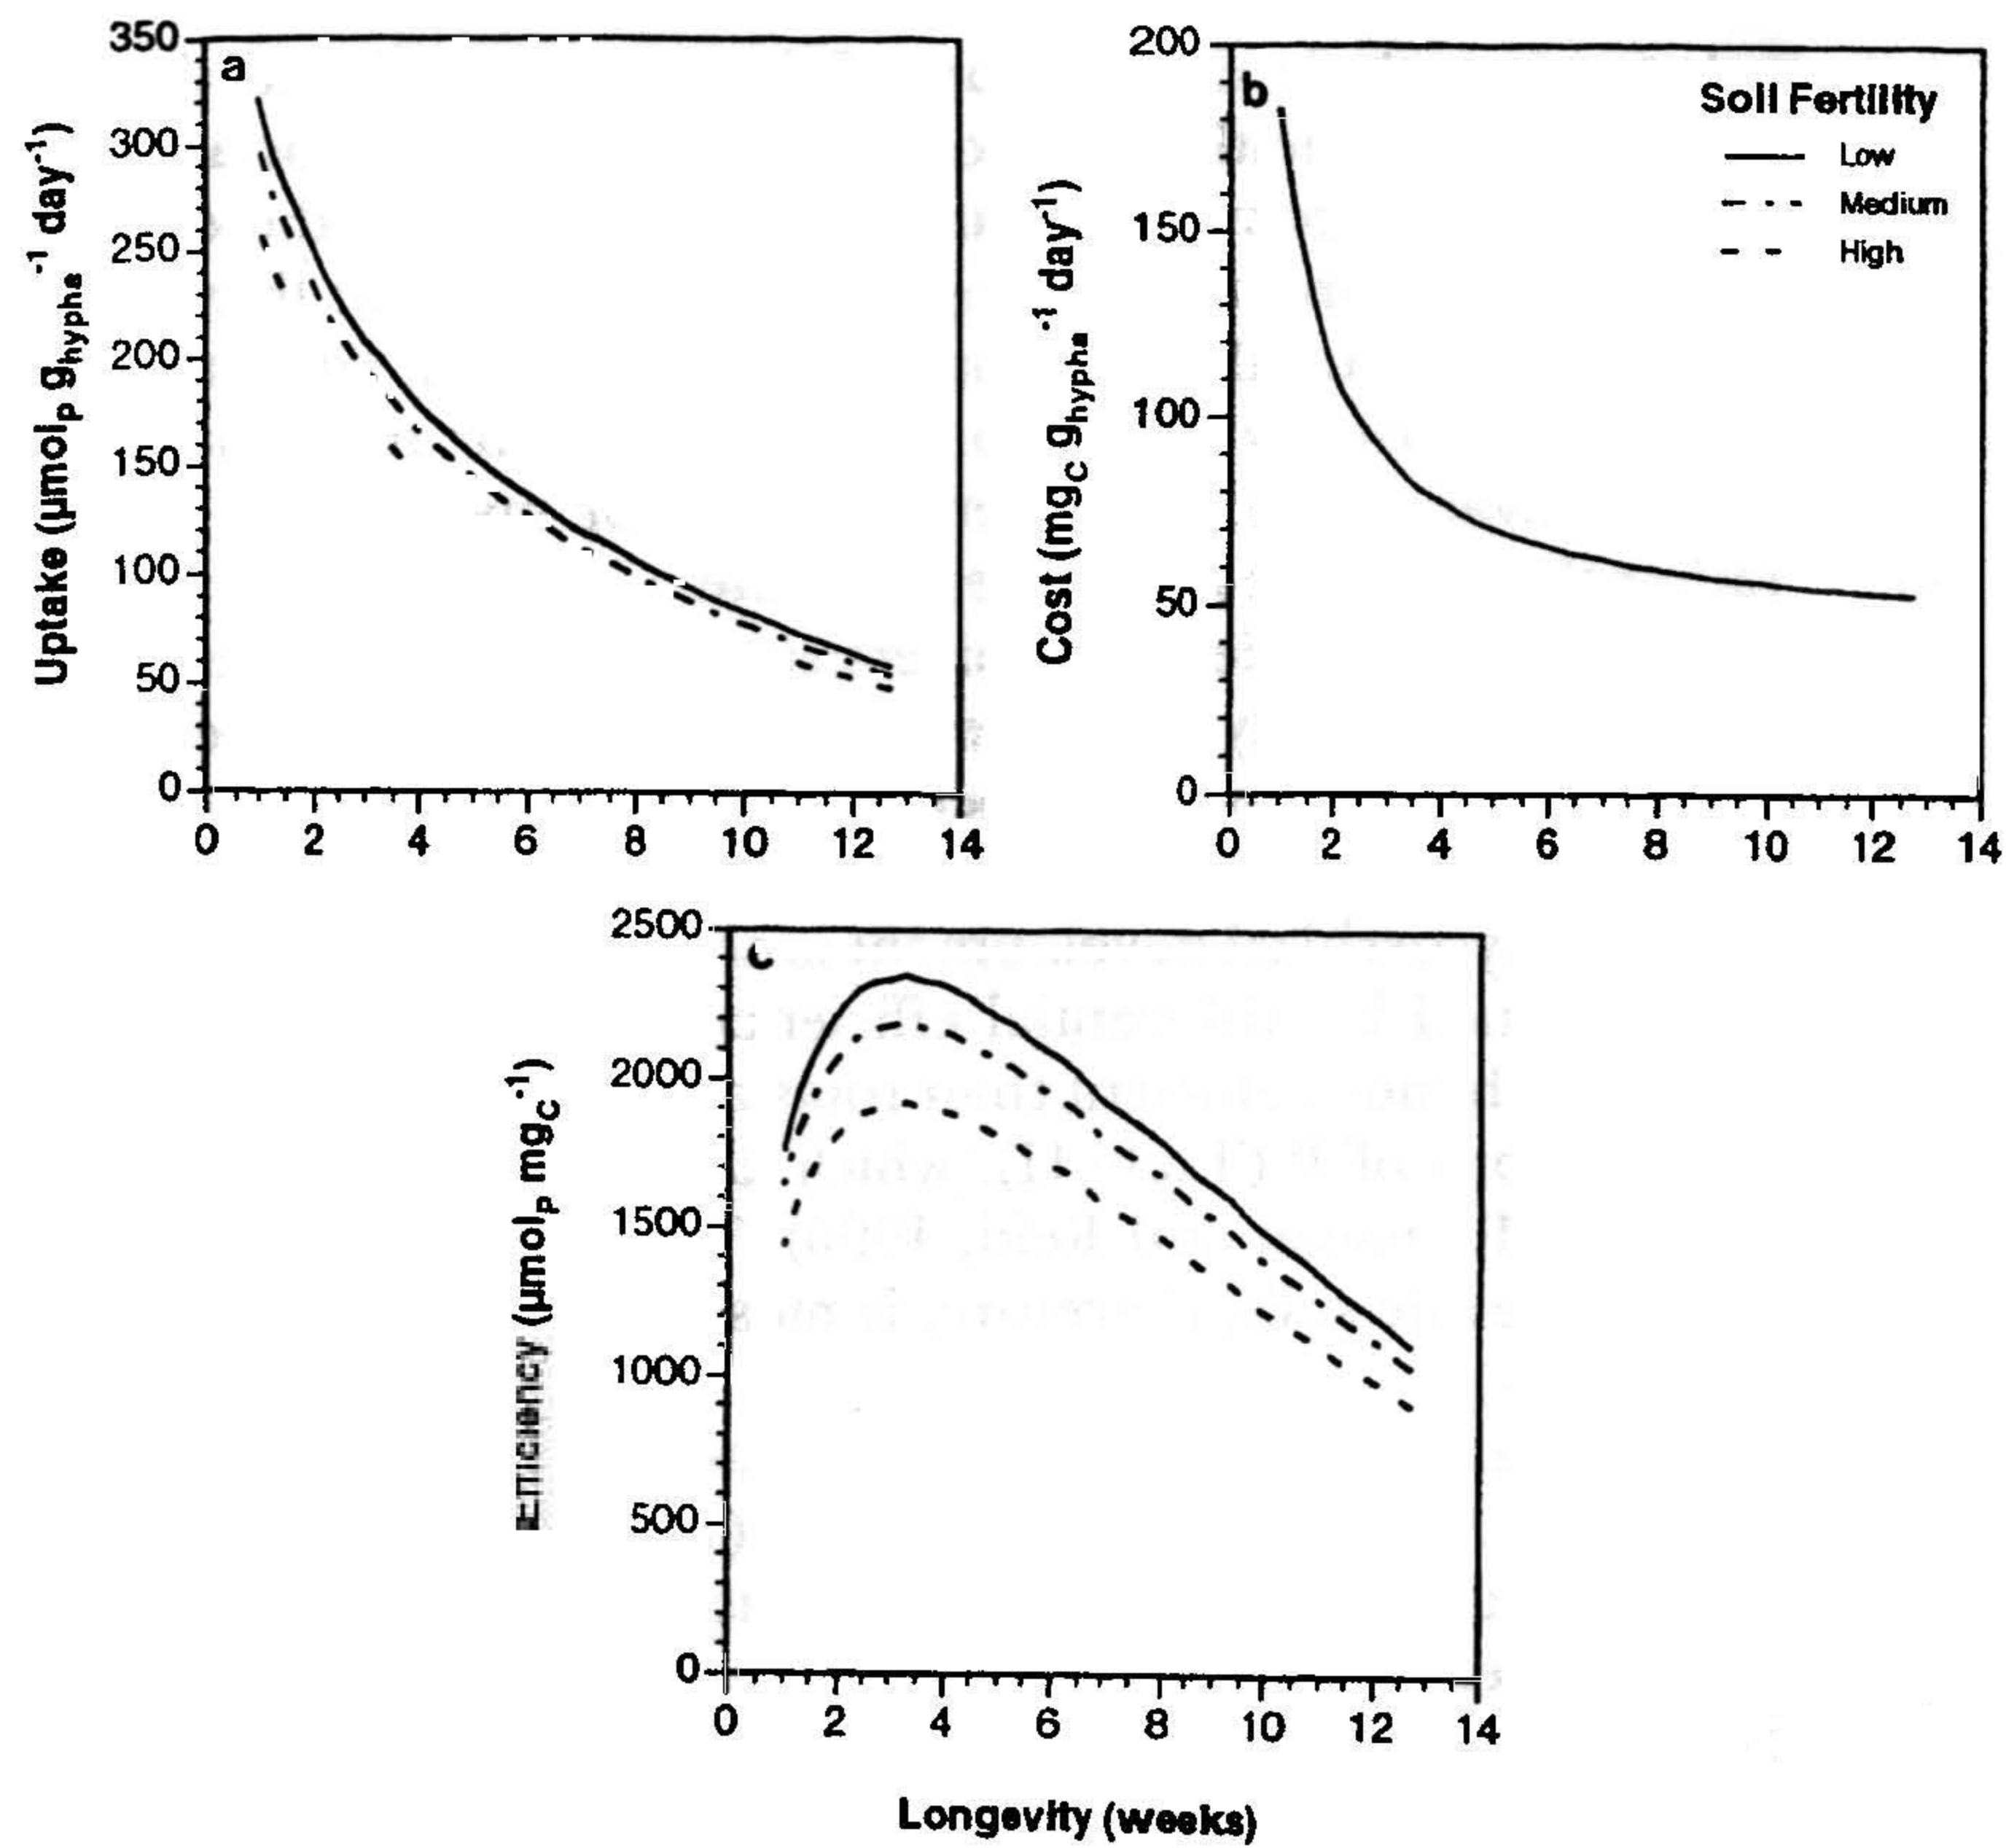 a
350
300
250
200
150
100
50
0
Uptake (µmolP ghypha-1 day-1)
0 2 4 6 8 10 12 14
b
200
150
100
50
0
Cost (mgC ghypha-1 day-1)
Soil Fertility
Low
Medium
High
0 2 4 6 8 10 12 14
c
2500
2000
1500
1000
500
0
Efficiency (µmolP mgC-1)
0 2 4 6 8 10 12 14
Longevity (weeks)